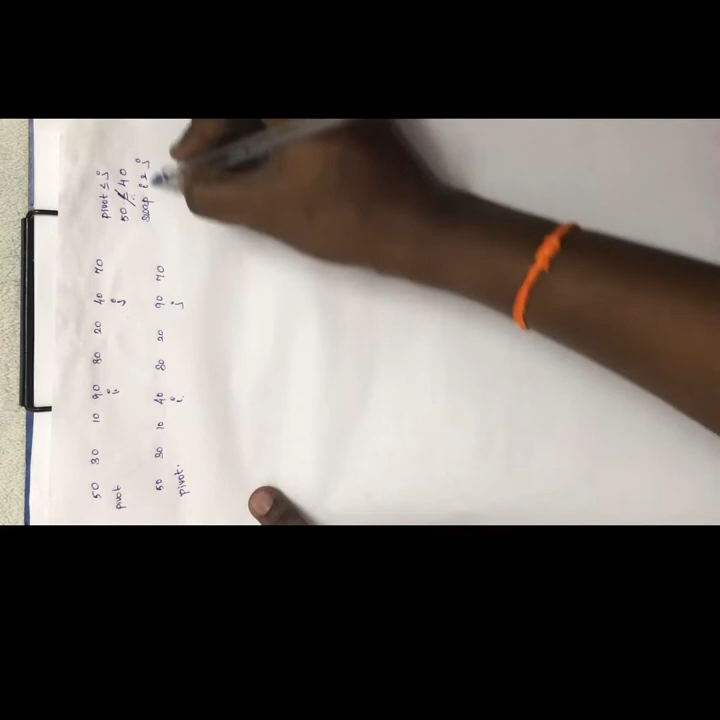 50 30 10 90 80 20 40 70 pivot ≤ j
pivot i j 50 ≰ 40
swap i & j
50 30 10 40 80 20 90 70
pivot. i j